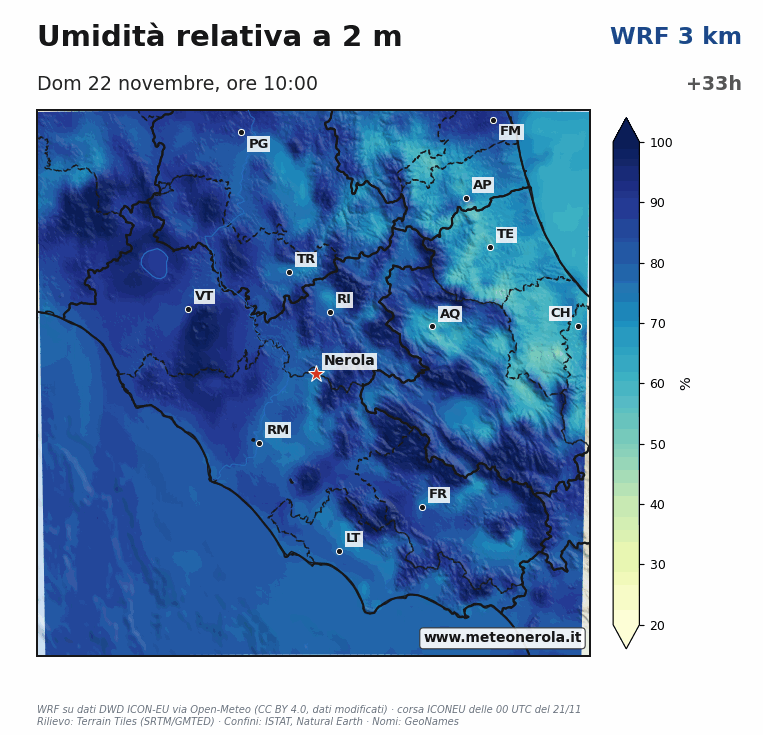 Umidità relativa a 2 m
WRF 3 km
Dom 22 novembre, ore 10:00
+33h
FM
PG
AP
TE
TR
VT
RI
AQ
CH
Nerola
RM
FR
LT
www.meteonerola.it
100
90
80
70
60
50
40
30
20
%
WRF su dati DWD ICON-EU via Open-Meteo (CC BY 4.0, dati modificati) · corsa ICONEU delle 00 UTC del 21/11
Rilievo: Terrain Tiles (SRTM/GMTED) · Confini: ISTAT, Natural Earth · Nomi: GeoNames